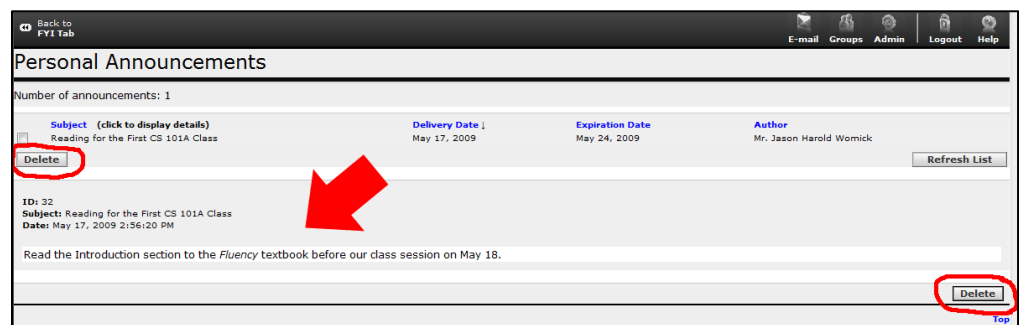 Back to
FYI Tab
E-mail Groups Admin Logout Help
Personal Announcements
Number of announcements: 1
Subject (click to display details) Delivery Date ↓ Expiration Date Author
Reading for the First CS 101A Class May 17, 2009 May 24, 2009 Mr. Jason Harold Womick
Delete Refresh List
ID: 32
Subject: Reading for the First CS 101A Class
Date: May 17, 2009 2:56:20 PM
Read the Introduction section to the Fluency textbook before our class session on May 18.
Delete
Top